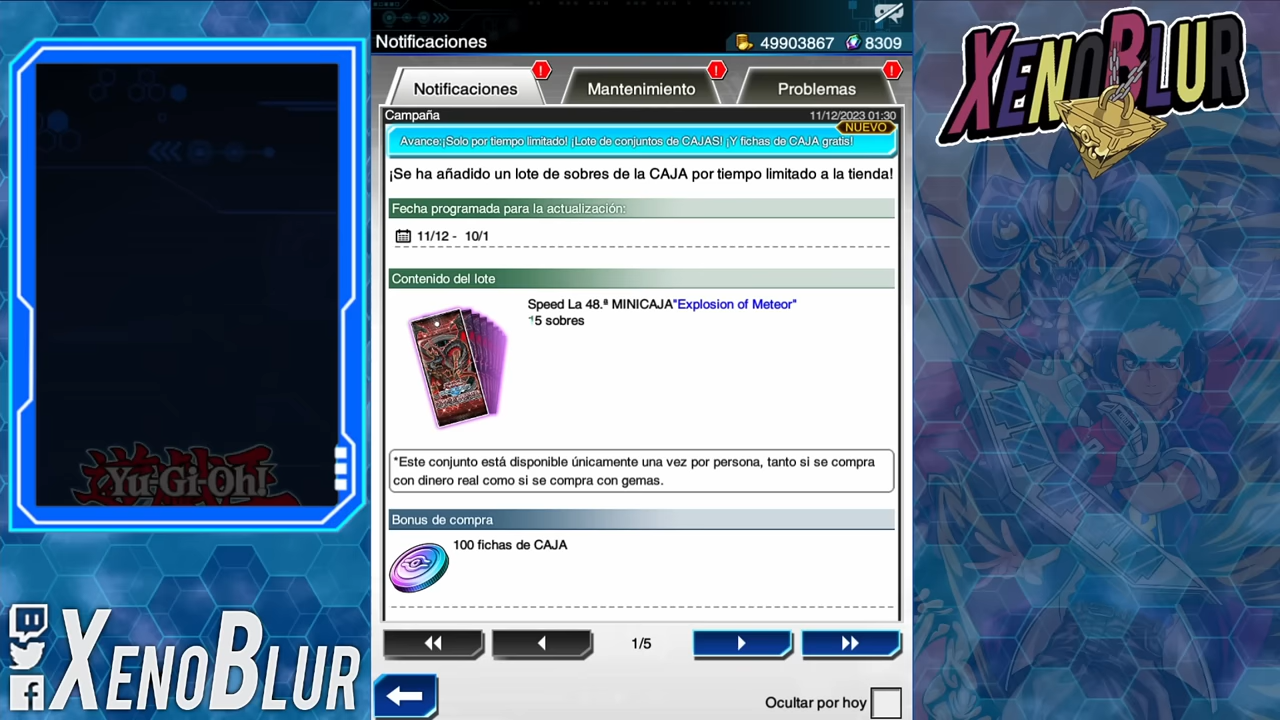 Notificaciones
49903867
8309
XENOBLUR
Notificaciones
Mantenimiento
Problemas
Campaña
11/12/2023 01:30
NUEVO
Avance:¡Solo por tiempo limitado! ¡Lote de conjuntos de CAJAS! ¡Y fichas de CAJA gratis!
¡Se ha añadido un lote de sobres de la CAJA por tiempo limitado a la tienda!
Fecha programada para la actualización:
11/12 - 10/1
Contenido del lote
Speed La 48.ª MINICAJA"Explosion of Meteor"
15 sobres
Yu-Gi-Oh!
*Este conjunto está disponible únicamente una vez por persona, tanto si se compra
con dinero real como si se compra con gemas.
Bonus de compra
100 fichas de CAJA
1/5
XENOBLUR
Ocultar por hoy